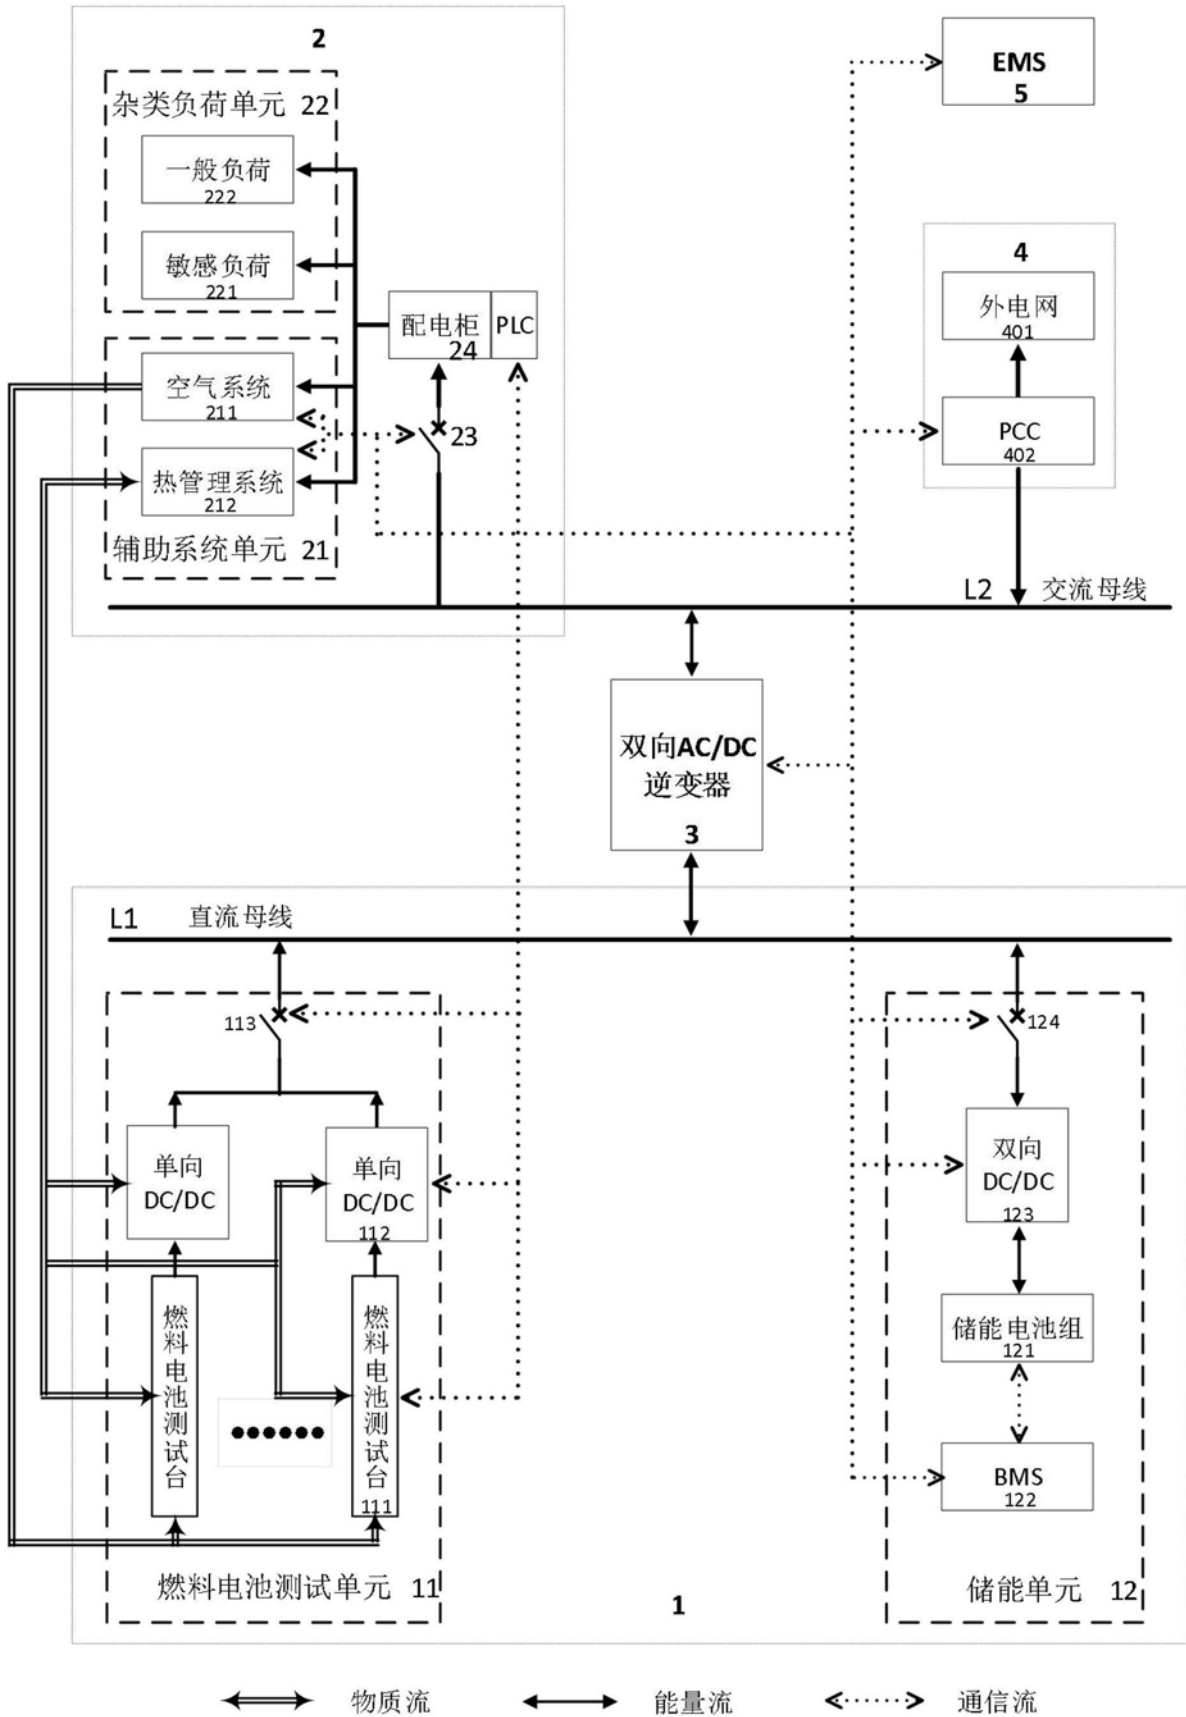 2
杂类负荷单元 22
一般负荷
222
敏感负荷
221
配电柜
24
PLC
空气系统
211
23
热管理系统
212
辅助系统单元 21
EMS
5
4
外电网
401
PCC
402
L2 交流母线
双向AC/DC
逆变器
3
L1 直流母线
113
单向
DC/DC
单向
DC/DC
112
燃料电池测试台
燃料电池测试台
111
燃料电池测试单元 11
1
124
双向
DC/DC
123
储能电池组
121
BMS
122
储能单元 12
物质流
能量流
通信流